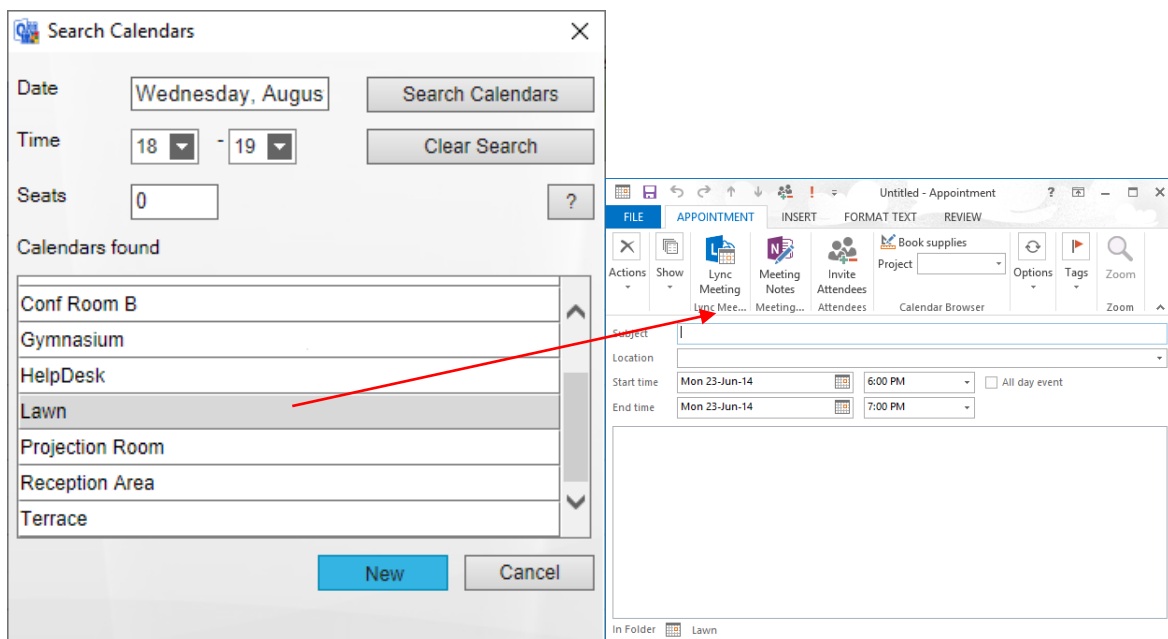 Search Calendars
Date
Wednesday, Augus
Search Calendars
Time
18
-
19
Clear Search
Seats
0
?
Calendars found
Conf Room B
Gymnasium
HelpDesk
Lawn
Projection Room
Reception Area
Terrace
New
Cancel
Untitled - Appointment
?
FILE
APPOINTMENT
INSERT
FORMAT TEXT
REVIEW
Actions
Show
Lync
Meeting
Meeting
Notes
Invite
Attendees
Book supplies
Project
Options
Tags
Zoom
Lync Mee...
Meeting...
Attendees
Calendar Browser
Zoom
Subject
Location
Start time
Mon 23-Jun-14
6:00 PM
All day event
End time
Mon 23-Jun-14
7:00 PM
In Folder
Lawn